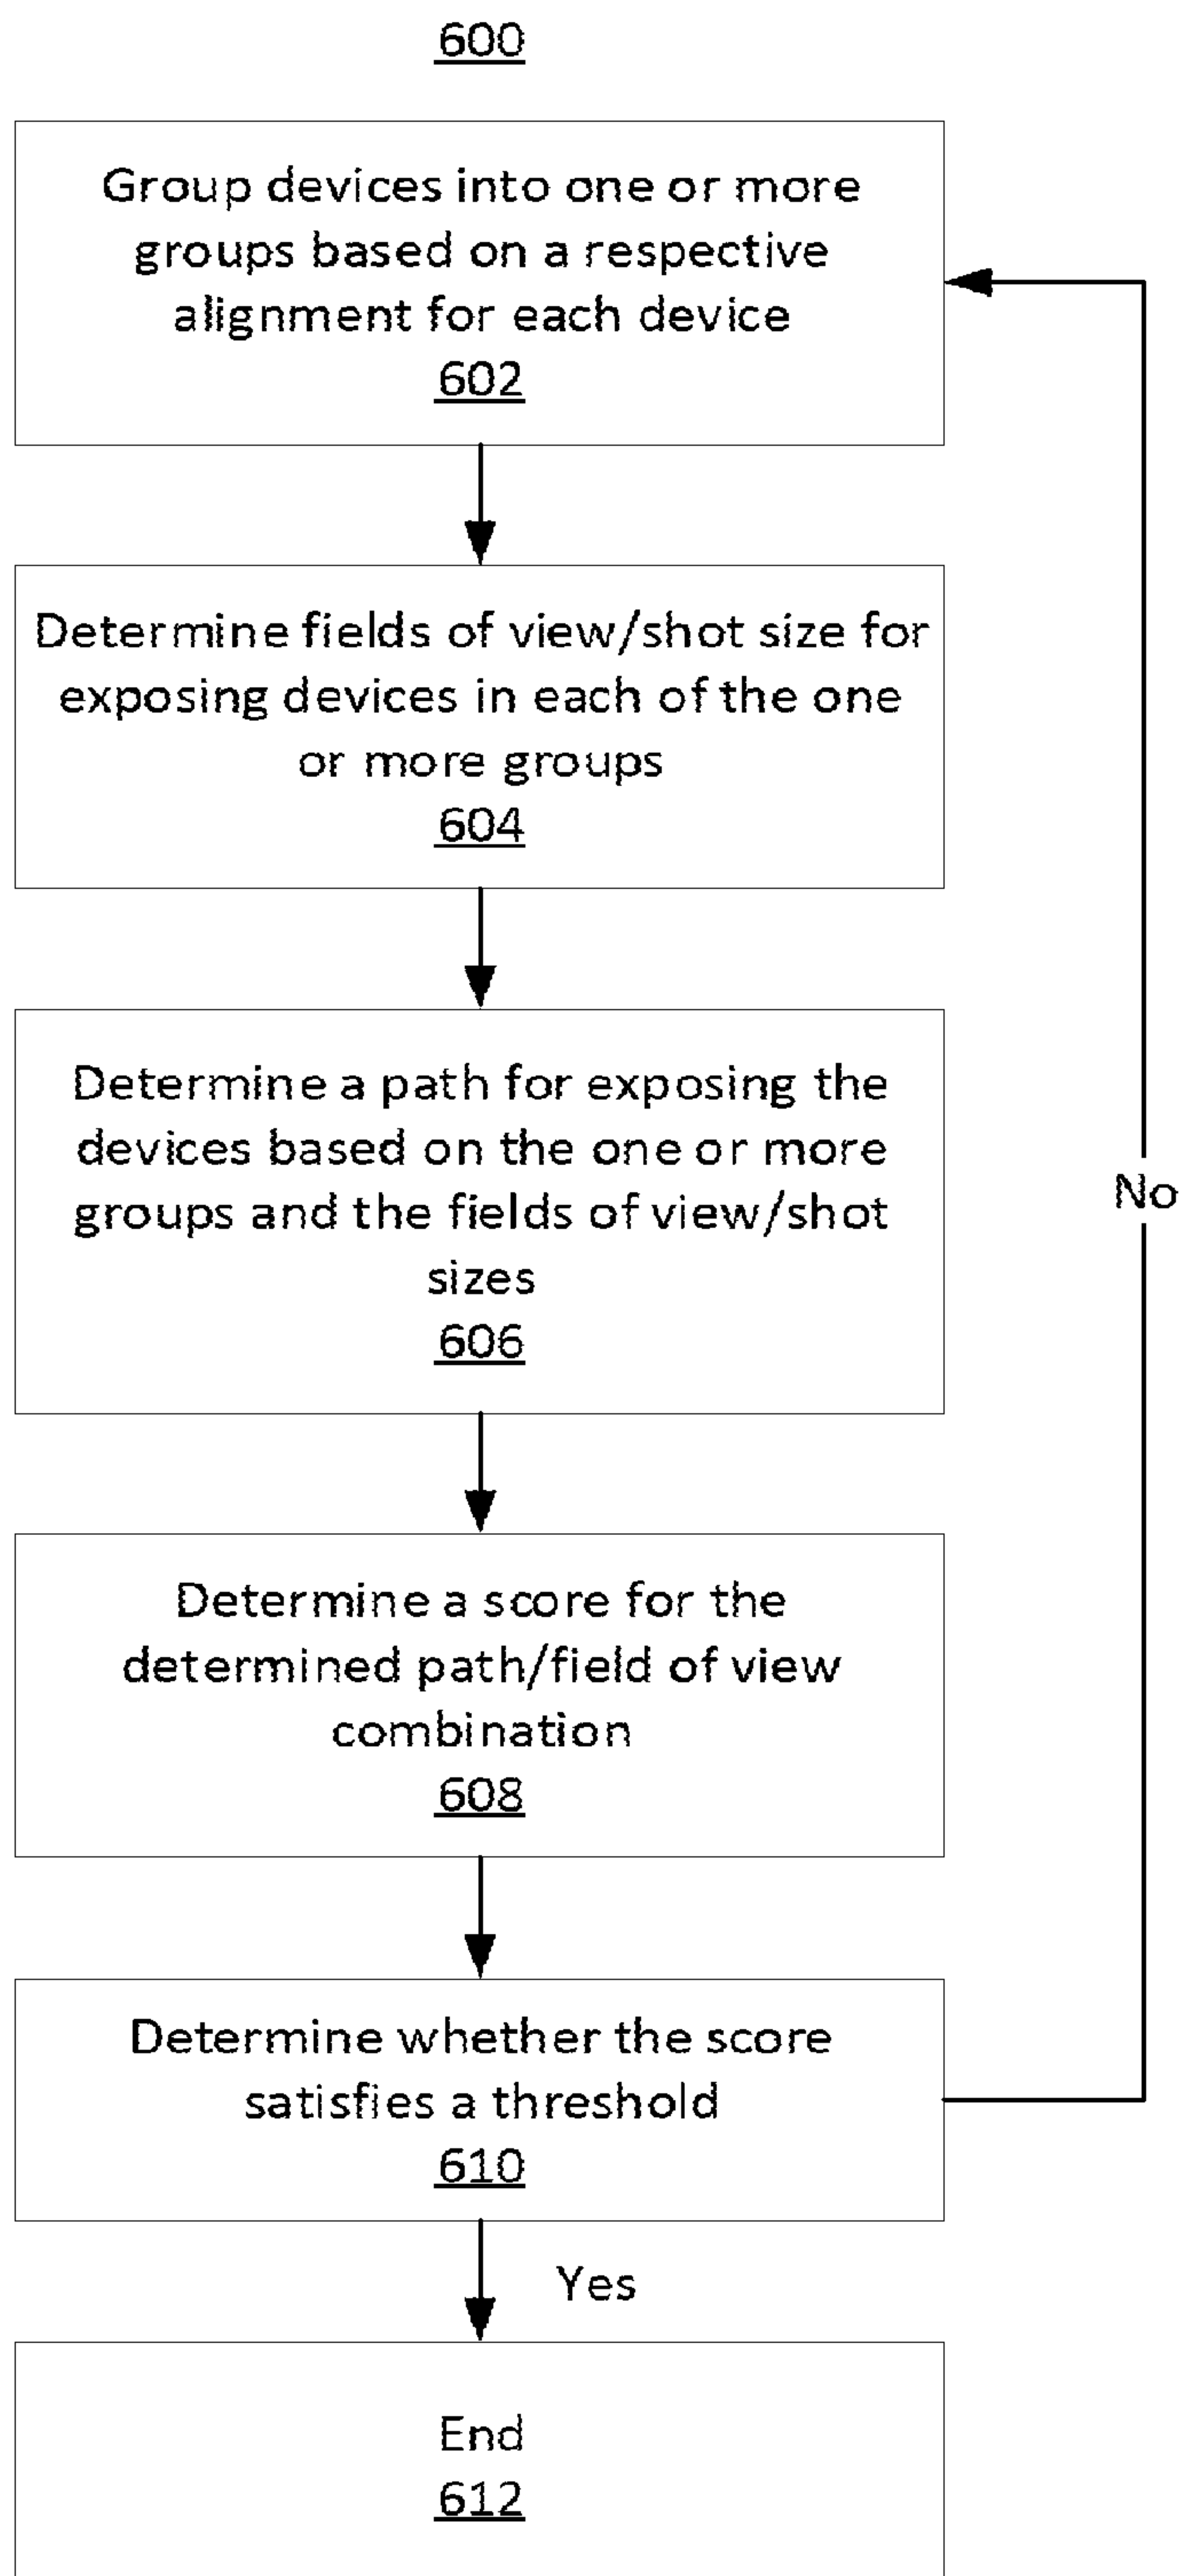 600
Group devices into one or more
groups based on a respective
alignment for each device
602
Determine fields of view/shot size for
exposing devices in each of the one
or more groups
604
Determine a path for exposing the
devices based on the one or more
groups and the fields of view/shot
sizes
606
No
Determine a score for the
determined path/field of view
combination
608
Determine whether the score
satisfies a threshold
610
Yes
End
612